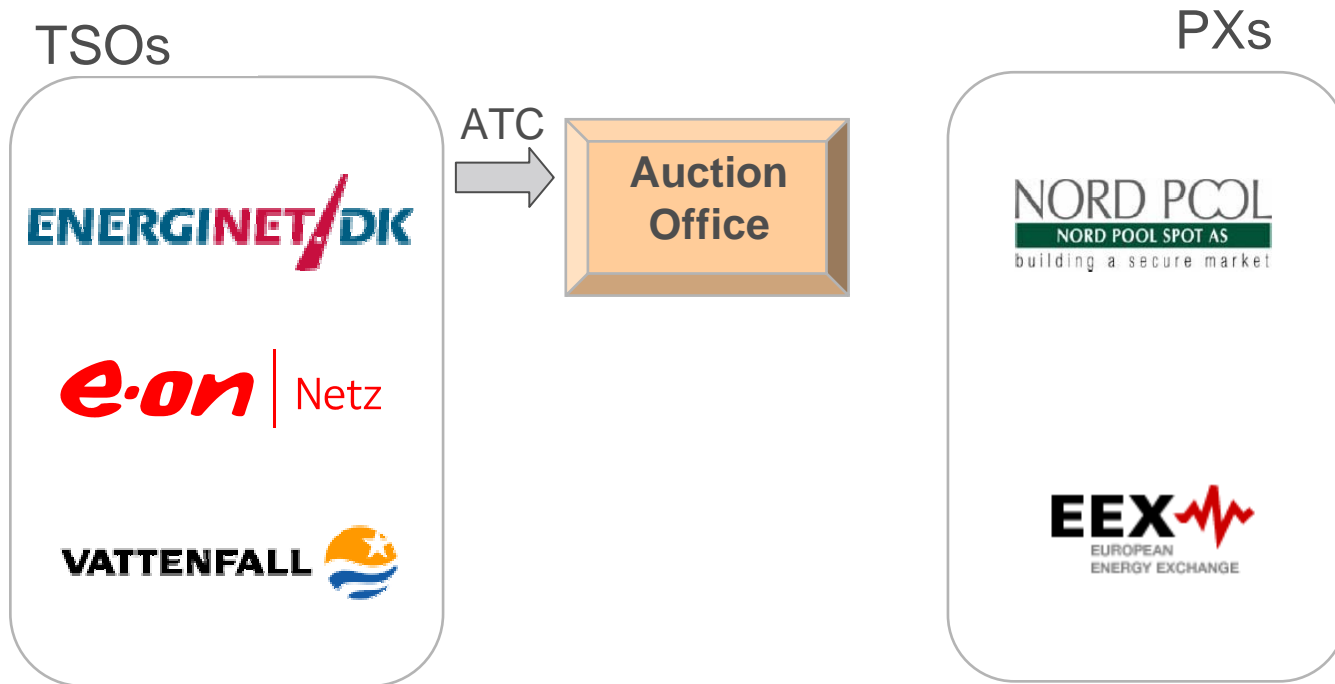 TSOs
PXs
ATC
Auction
Office
ENERGINET/DK
e·on | Netz
VATTENFALL
NORD POOL
NORD POOL SPOT AS
building a secure market
EEX
EUROPEAN
ENERGY EXCHANGE